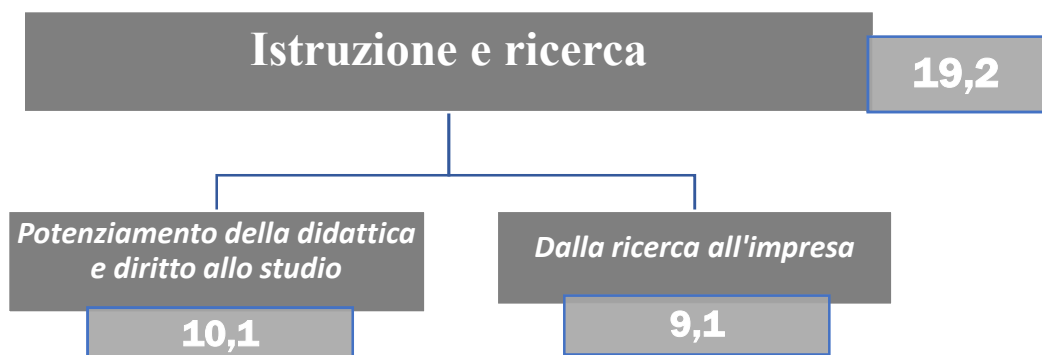 Istruzione e ricerca
19,2
Potenziamento della didattica
e diritto allo studio
10,1
Dalla ricerca all'impresa
9,1